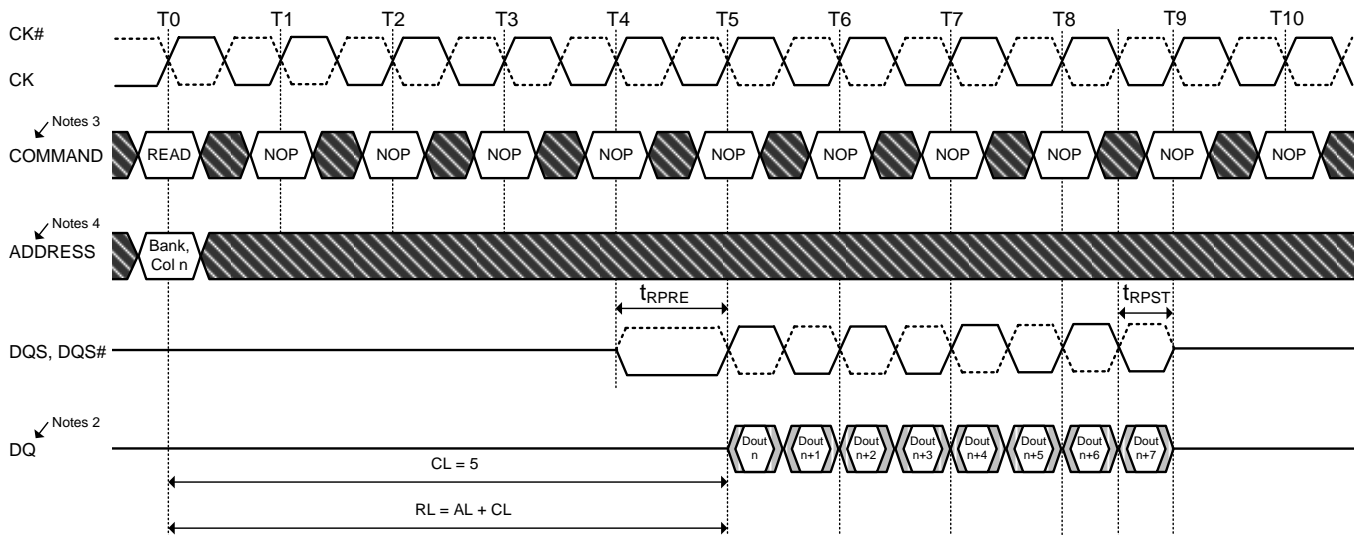 T0 T1 T2 T3 T4 T5 T6 T7 T8 T9 T10
CK#
CK
Notes 3
COMMAND READ NOP NOP NOP NOP NOP NOP NOP NOP NOP NOP
Notes 4
ADDRESS
Bank,
Col n
tRPRE tRPST
DQS, DQS#
Notes 2
DQ
Dout n Dout n+1 Dout n+2 Dout n+3 Dout n+4 Dout n+5 Dout n+6 Dout n+7
CL = 5
RL = AL + CL